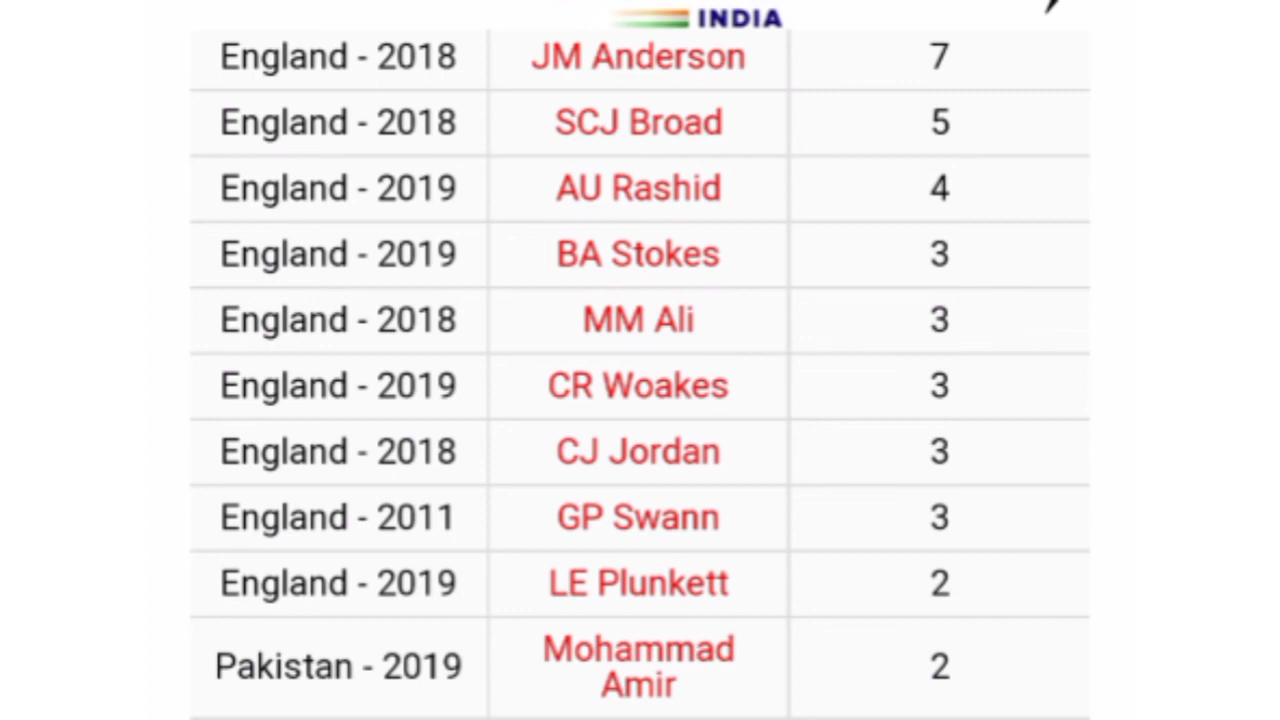 INDIA
England - 2018 JM Anderson 7
England - 2018 SCJ Broad 5
England - 2019 AU Rashid 4
England - 2019 BA Stokes 3
England - 2018 MM Ali 3
England - 2019 CR Woakes 3
England - 2018 CJ Jordan 3
England - 2011 GP Swann 3
England - 2019 LE Plunkett 2
Pakistan - 2019 Mohammad Amir 2